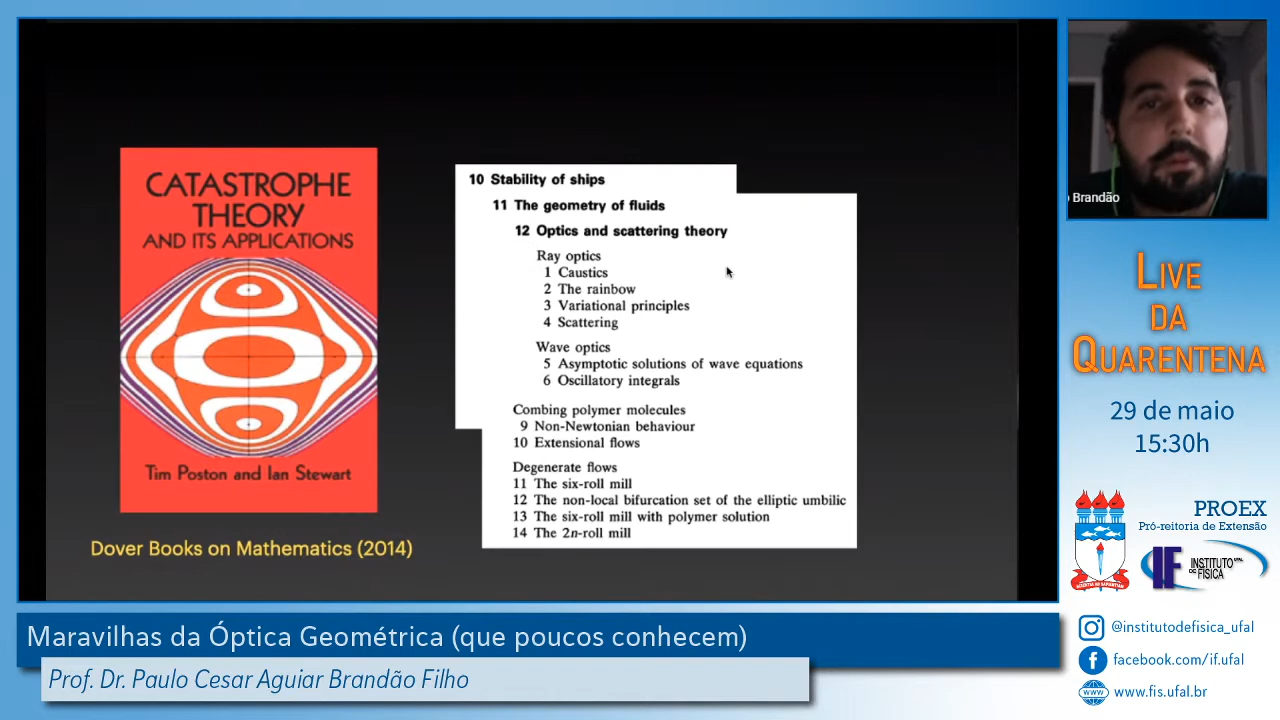 CATASTROPHE
THEORY
AND ITS APPLICATIONS
Tim Poston and Ian Stewart
Dover Books on Mathematics (2014)
10 Stability of ships
11 The geometry of fluids
12 Optics and scattering theory
Ray optics
1 Caustics
2 The rainbow
3 Variational principles
4 Scattering
Wave optics
5 Asymptotic solutions of wave equations
6 Oscillatory integrals
Combing polymer molecules
9 Non-Newtonian behaviour
10 Extensional flows
Degenerate flows
11 The six-roll mill
12 The non-local bifurcation set of the elliptic umbilic
13 The six-roll mill with polymer solution
14 The 2n-roll mill
Brandão
LIVE
DA
QUARENTENA
29 de maio
15:30h
PROEX
Pró-reitoria de Extensão
IF
INSTITUTO UFAL
DE FÍSICA
@institutodefisica_ufal
facebook.com/if.ufal
www
www.fis.ufal.br
Maravilhas da Óptica Geométrica (que poucos conhecem)
Prof. Dr. Paulo Cesar Aguiar Brandão Filho